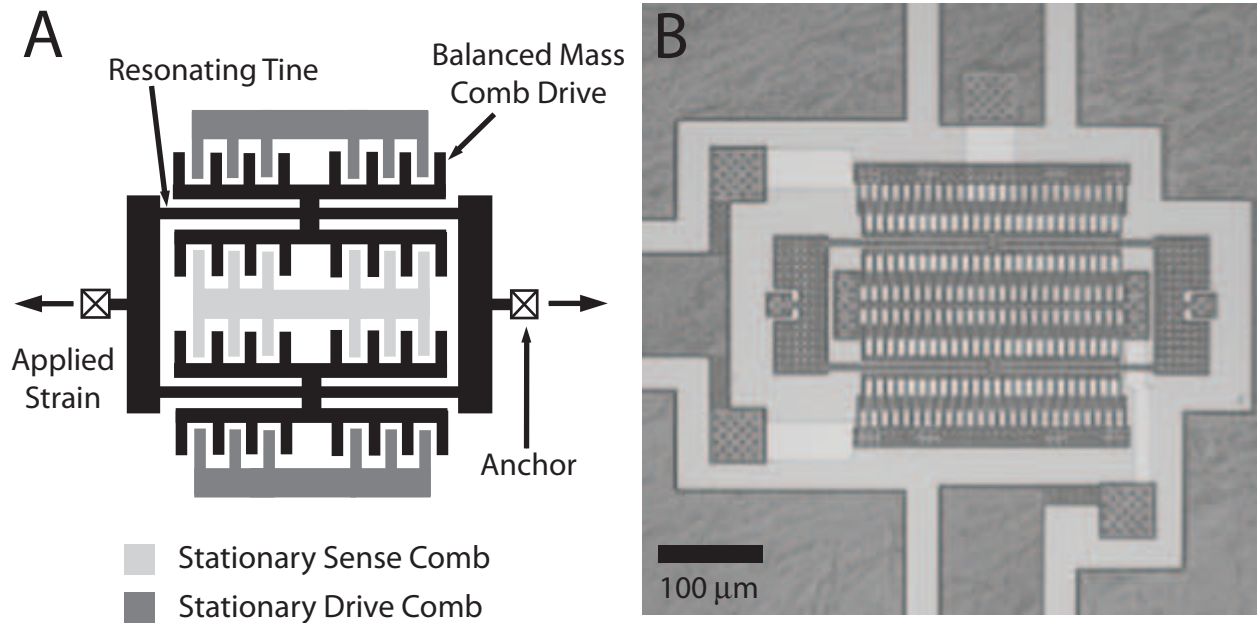 A
Resonating Tine
Balanced Mass
Comb Drive
Applied
Strain
Anchor
Stationary Sense Comb
Stationary Drive Comb
B
100 μm